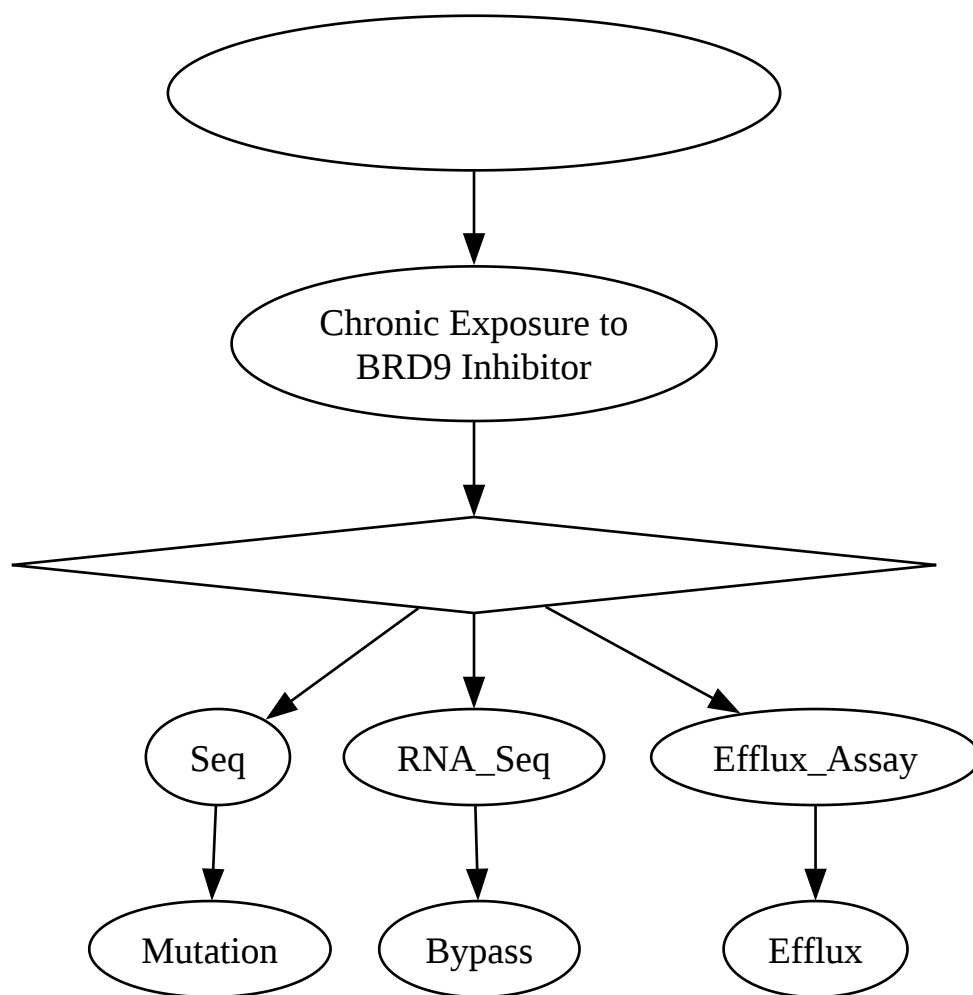 Chronic Exposure to
BRD9 Inhibitor
Seq
RNA_Seq
Efflux_Assay
Mutation
Bypass
Efflux